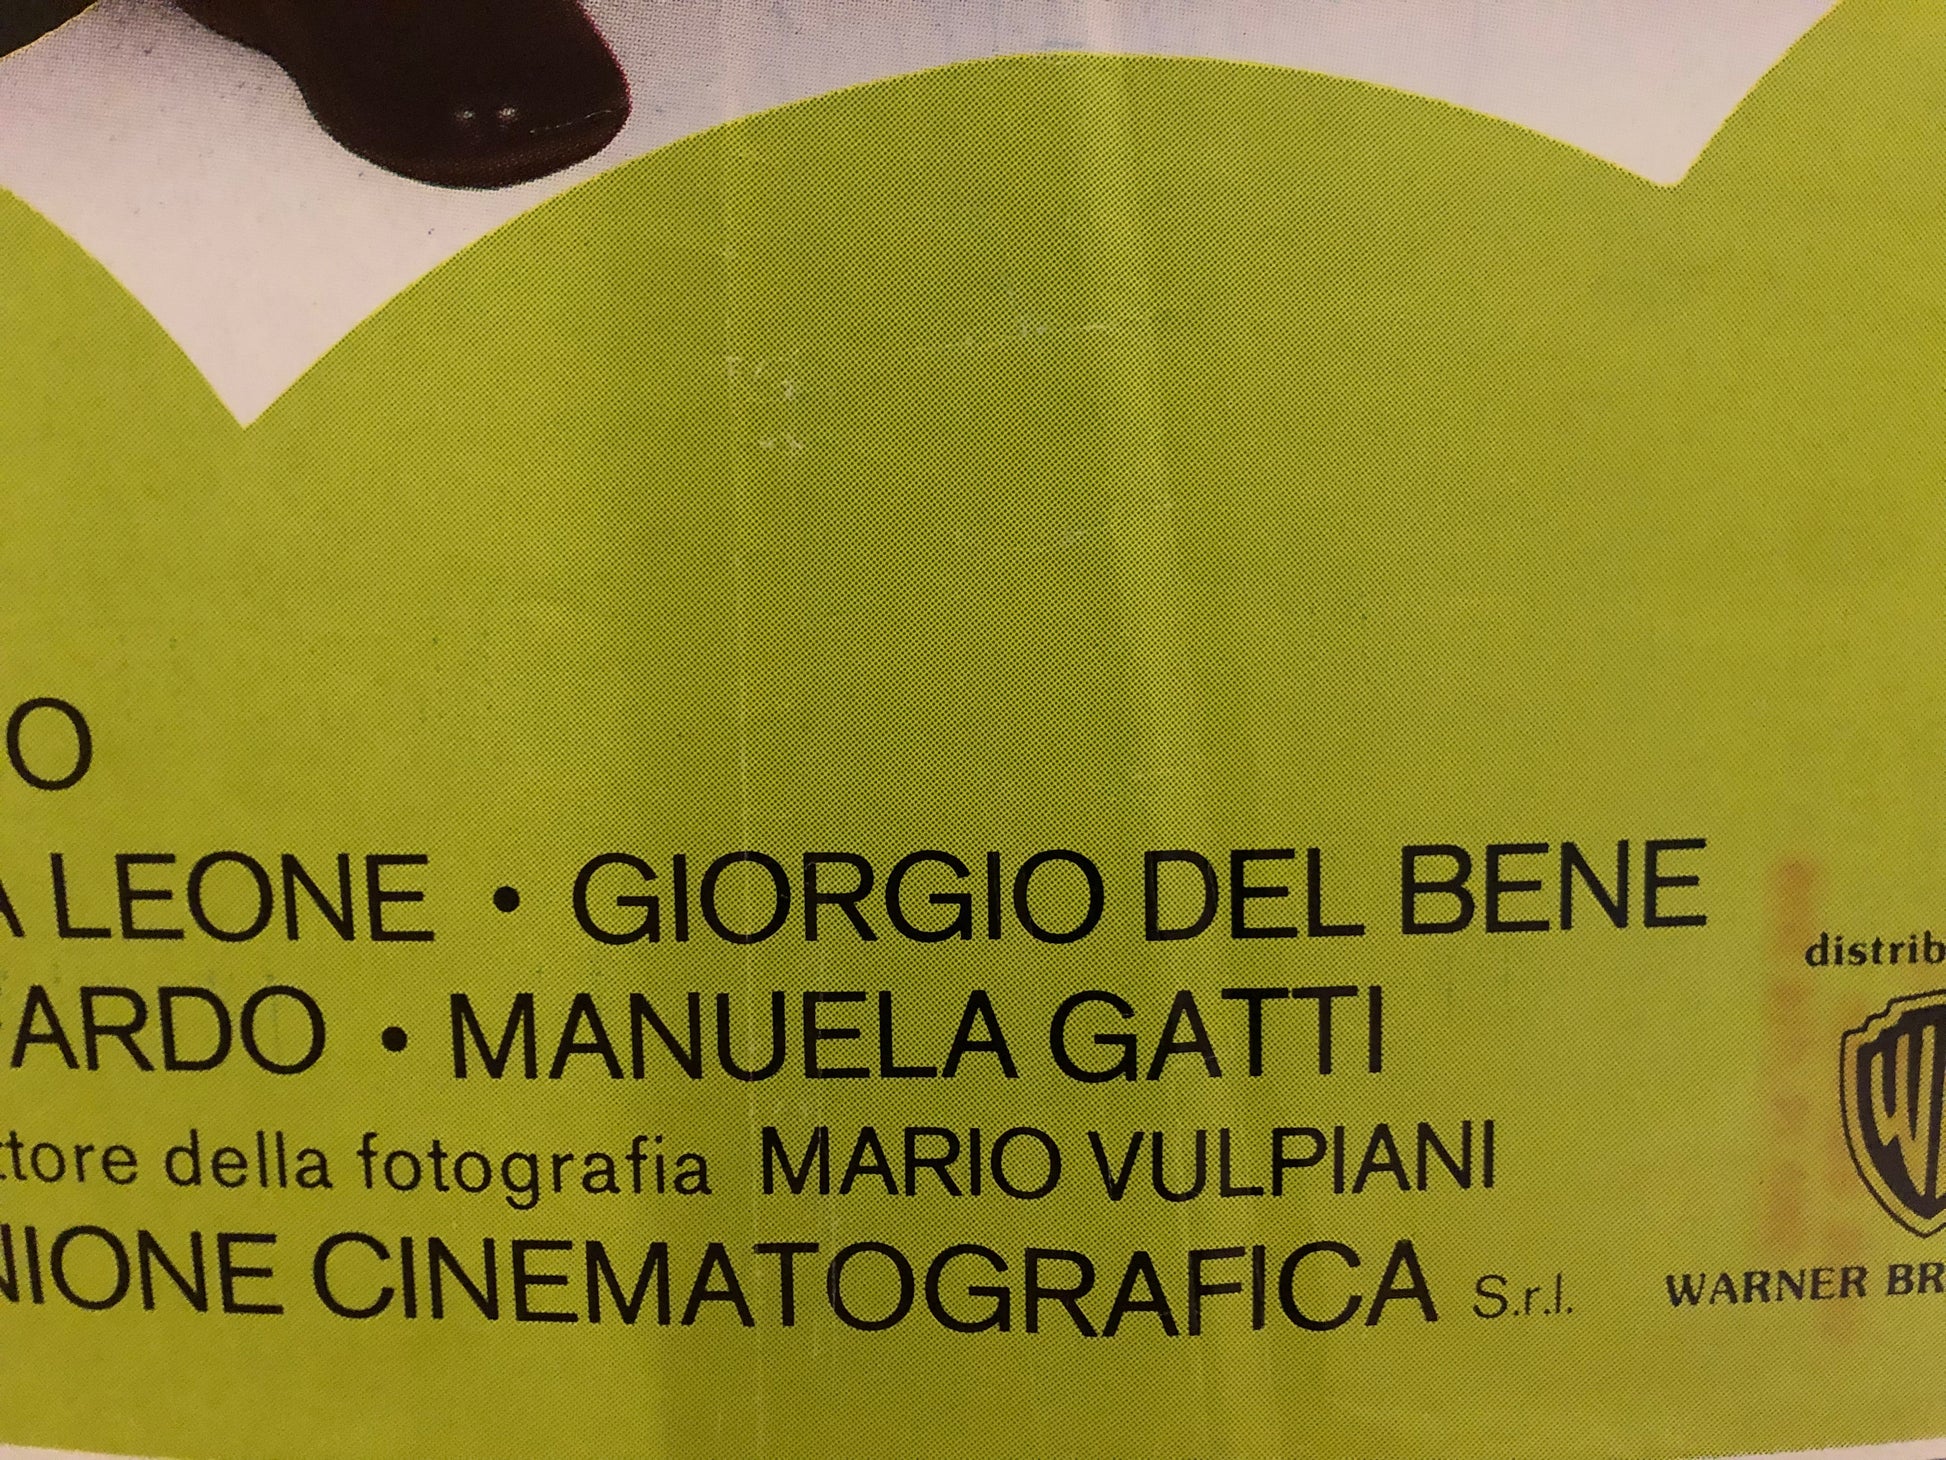 O
A LEONE • GIORGIO DEL BENE
ARDO • MANUELA GATTI
ttore della fotografia MARIO VULPIANI
NIONE CINEMATOGRAFICA S.r.l.
distrib
WARNER BR